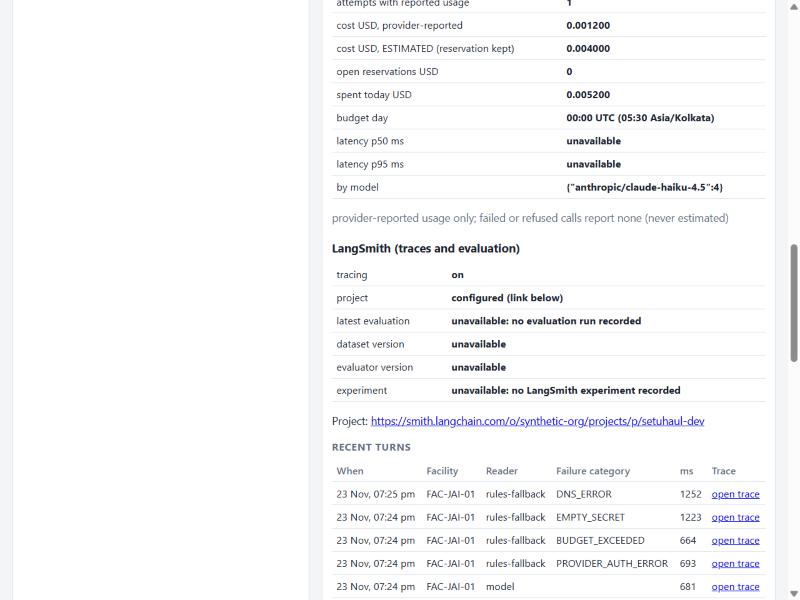 attempts with reported usage 1
cost USD, provider-reported 0.001200
cost USD, ESTIMATED (reservation kept) 0.004000
open reservations USD 0
spent today USD 0.005200
budget day 00:00 UTC (05:30 Asia/Kolkata)
latency p50 ms unavailable
latency p95 ms unavailable
by model {"anthropic/claude-haiku-4.5":4}
provider-reported usage only; failed or refused calls report none (never estimated)
LangSmith (traces and evaluation)
tracing on
project configured (link below)
latest evaluation unavailable: no evaluation run recorded
dataset version unavailable
evaluator version unavailable
experiment unavailable: no LangSmith experiment recorded
Project: https://smith.langchain.com/o/synthetic-org/projects/p/setuhaul-dev
RECENT TURNS
When Facility Reader Failure category ms Trace
23 Nov, 07:25 pm FAC-JAI-01 rules-fallback DNS_ERROR 1252 open trace
23 Nov, 07:24 pm FAC-JAI-01 rules-fallback EMPTY_SECRET 1223 open trace
23 Nov, 07:24 pm FAC-JAI-01 rules-fallback BUDGET_EXCEEDED 664 open trace
23 Nov, 07:24 pm FAC-JAI-01 rules-fallback PROVIDER_AUTH_ERROR 693 open trace
23 Nov, 07:24 pm FAC-JAI-01 model 681 open trace